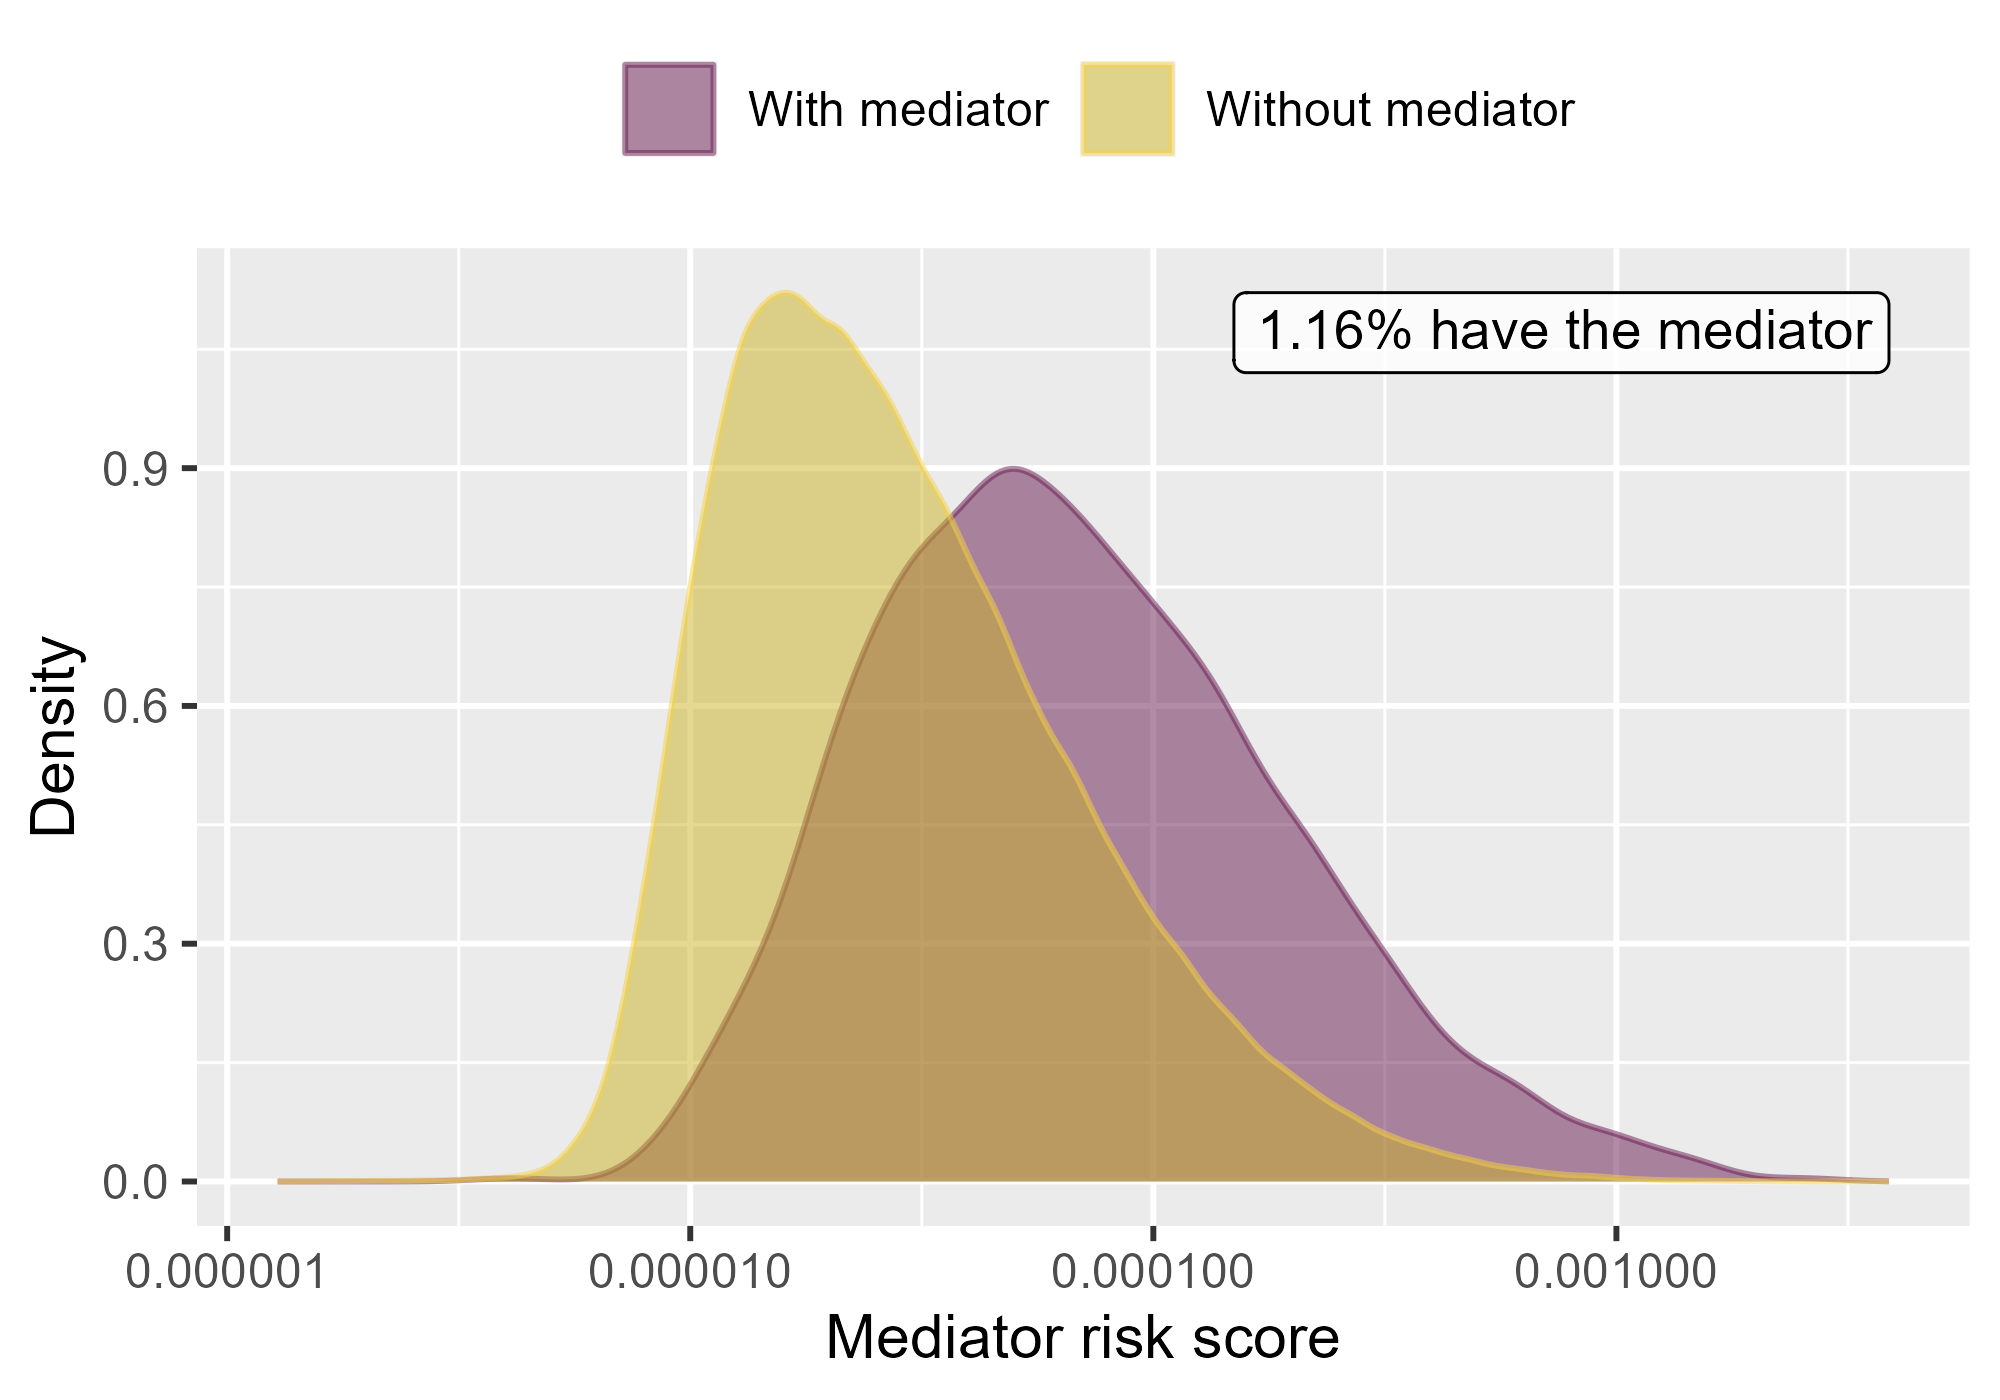 With mediator
Without mediator
1.16% have the mediator
Density
0.9
0.6
0.3
0.0
0.000001
0.000010
0.000100
0.001000
Mediator risk score